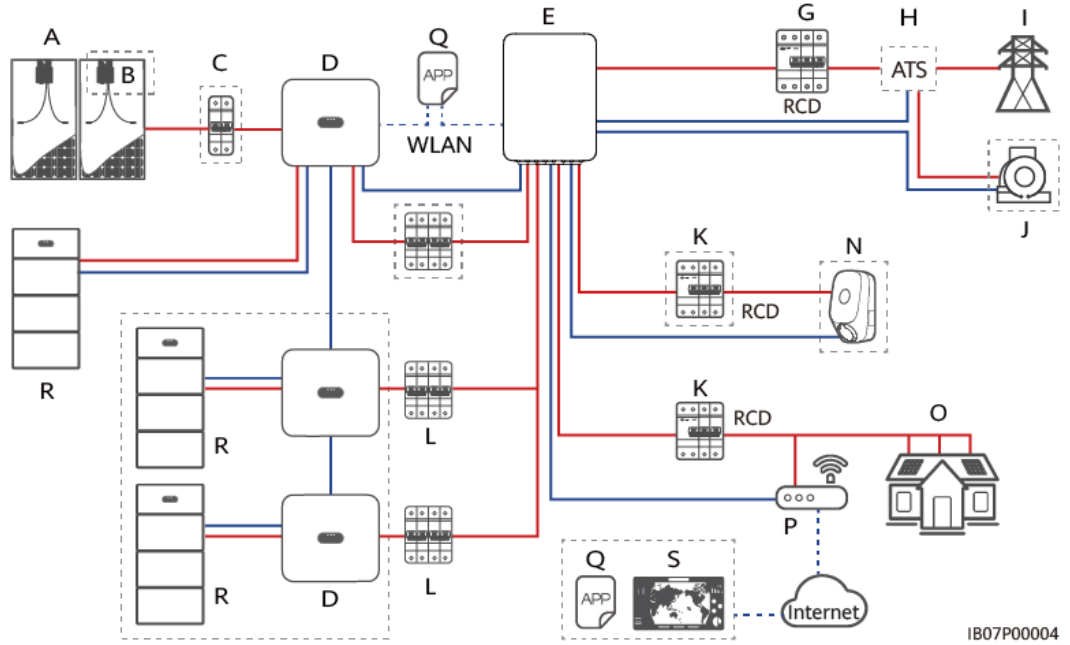 A
B
C
D
Q
APP
WLAN
E
G
RCD
H
ATS
I
J
K
RCD
N
R
R
L
K
RCD
O
P
R
D
L
Q
APP
S
Internet
IB07P00004